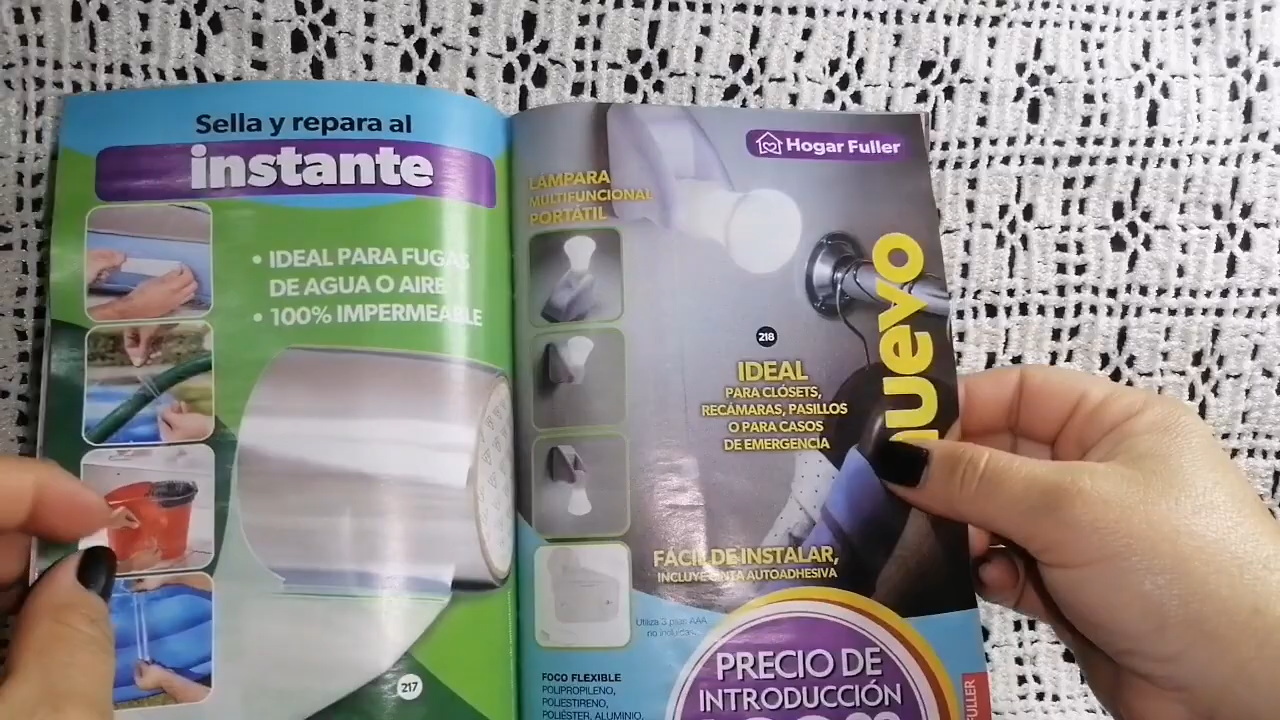 Sella y repara al
instante
• IDEAL PARA FUGAS
DE AGUA O AIRE
• 100% IMPERMEABLE
217
Hogar Fuller
LÁMPARA
MULTIFUNCIONAL
PORTÁTIL
nuevo
218
IDEAL
PARA CLÓSETS,
RECÁMARAS, PASILLOS
O PARA CASOS
DE EMERGENCIA
FÁCIL DE INSTALAR,
INCLUYE CINTA AUTOADHESIVA
Utiliza 3 pilas AAA
no incluidas.
FOCO FLEXIBLE
POLIPROPILENO,
POLIESTIRENO,
POLIÉSTER, ALUMINIO,
PRECIO DE
INTRODUCCIÓN
FULLER